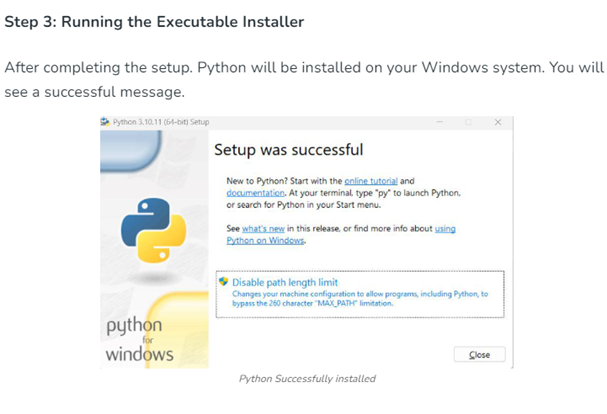 Step 3: Running the Executable Installer
After completing the setup. Python will be installed on your Windows system. You will
see a successful message.
Python 3.10.11 (64-bit) Setup
Setup was successful
New to Python? Start with the online tutorial and
documentation. At your terminal, type "py" to launch Python,
or search for Python in your Start menu.
See what's new in this release, or find more info about using
Python on Windows.
Disable path length limit
Changes your machine configuration to allow programs, including Python, to
bypass the 260 character "MAX_PATH" limitation.
python
for
windows
Close
Python Successfully installed